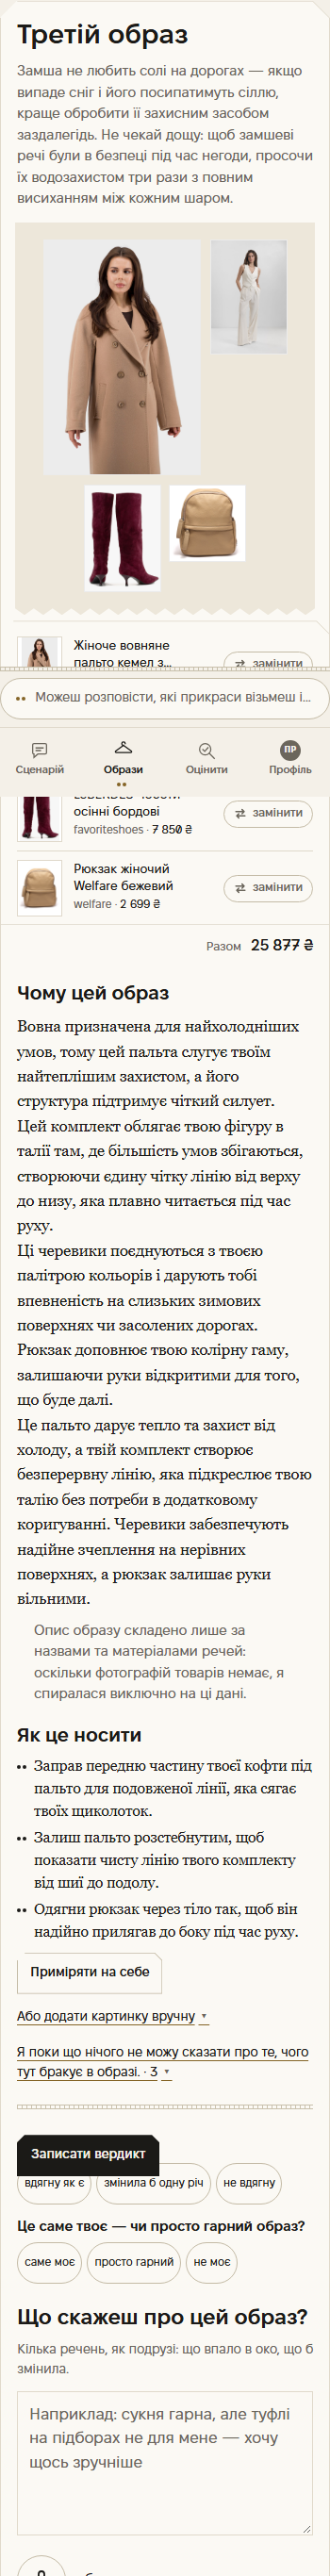 Третій образ
Замша не любить солі на дорогах — якщо
випаде сніг і його посипатимуть сіллю,
краще обробити її захисним засобом
заздалегідь. Не чекай дощу: щоб замшеві
речі були в безпеці під час негоди, просочи
їх водозахистом три рази з повним
висиханням між кожним шаром.
Жіноче вовняне
пальто кемел з...
замінити
Можеш розповісти, які прикраси візьмеш і...
Сценарій
Образи
Оцінити
ПР
Профіль
осінні бордові
favoriteshoes · 7 850 ₴
замінити
Рюкзак жіночий
Welfare бежевий
welfare · 2 699 ₴
замінити
Разом 25 877 ₴
Чому цей образ
Вовна призначена для найхолодніших
умов, тому цей пальта слугує твоїм
найтеплішим захистом, а його
структура підтримує чіткий силует.
Цей комплект облягає твою фігуру в
талії там, де більшість умов збігаються,
створюючи єдину чітку лінію від верху
до низу, яка плавно читається під час
руху.
Ці черевики поєднуються з твоєю
палітрою кольорів і дарують тобі
впевненість на слизьких зимових
поверхнях чи засолених дорогах.
Рюкзак доповнює твою колірну гаму,
залишаючи руки відкритими для того,
що буде далі.
Це пальто дарує тепло та захист від
холоду, а твій комплект створює
безперервну лінію, яка підкреслює твою
талію без потреби в додатковому
коригуванні. Черевики забезпечують
надійне зчеплення на нерівних
поверхнях, а рюкзак залишає руки
вільними.
Опис образу складено лише за
назвами та матеріалами речей:
оскільки фотографій товарів немає, я
спиралася виключно на ці дані.
Як це носити
Заправ передню частину твоєї кофти під
пальто для подовженої лінії, яка сягає
твоїх щиколоток.
Залиш пальто розстебнутим, щоб
показати чисту лінію твого комплекту
від шиї до подолу.
Одягни рюкзак через тіло так, щоб він
надійно прилягав до боку під час руху.
Приміряти на себе
Або додати картинку вручну
Я поки що нічого не можу сказати про те, чого
тут бракує в образі. · 3
Записати вердикт
вдягну як є
змінила б одну річ
не вдягну
Це саме твоє — чи просто гарний образ?
саме моє
просто гарний
не моє
Що скажеш про цей образ?
Кілька речень, як подрузі: що впало в око, що б
змінила.
Наприклад: сукня гарна, але туфлі
на підборах не для мене — хочу
щось зручніше